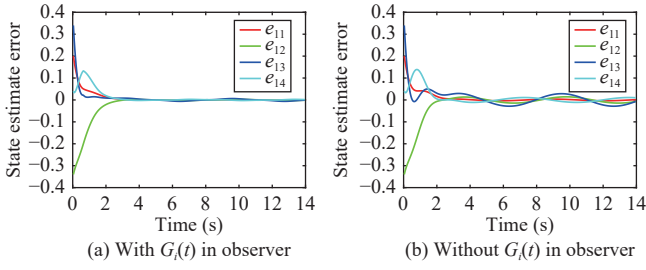 State estimate error
0.4
0.3
0.2
0.1
0
−0.1
−0.2
−0.3
−0.4
e11
e12
e13
e14
0 2 4 6 8 10 12 14
Time (s)
(a) With Gi(t) in observer
State estimate error
0.4
0.3
0.2
0.1
0
−0.1
−0.2
−0.3
−0.4
e11
e12
e13
e14
0 2 4 6 8 10 12 14
Time (s)
(b) Without Gi(t) in observer